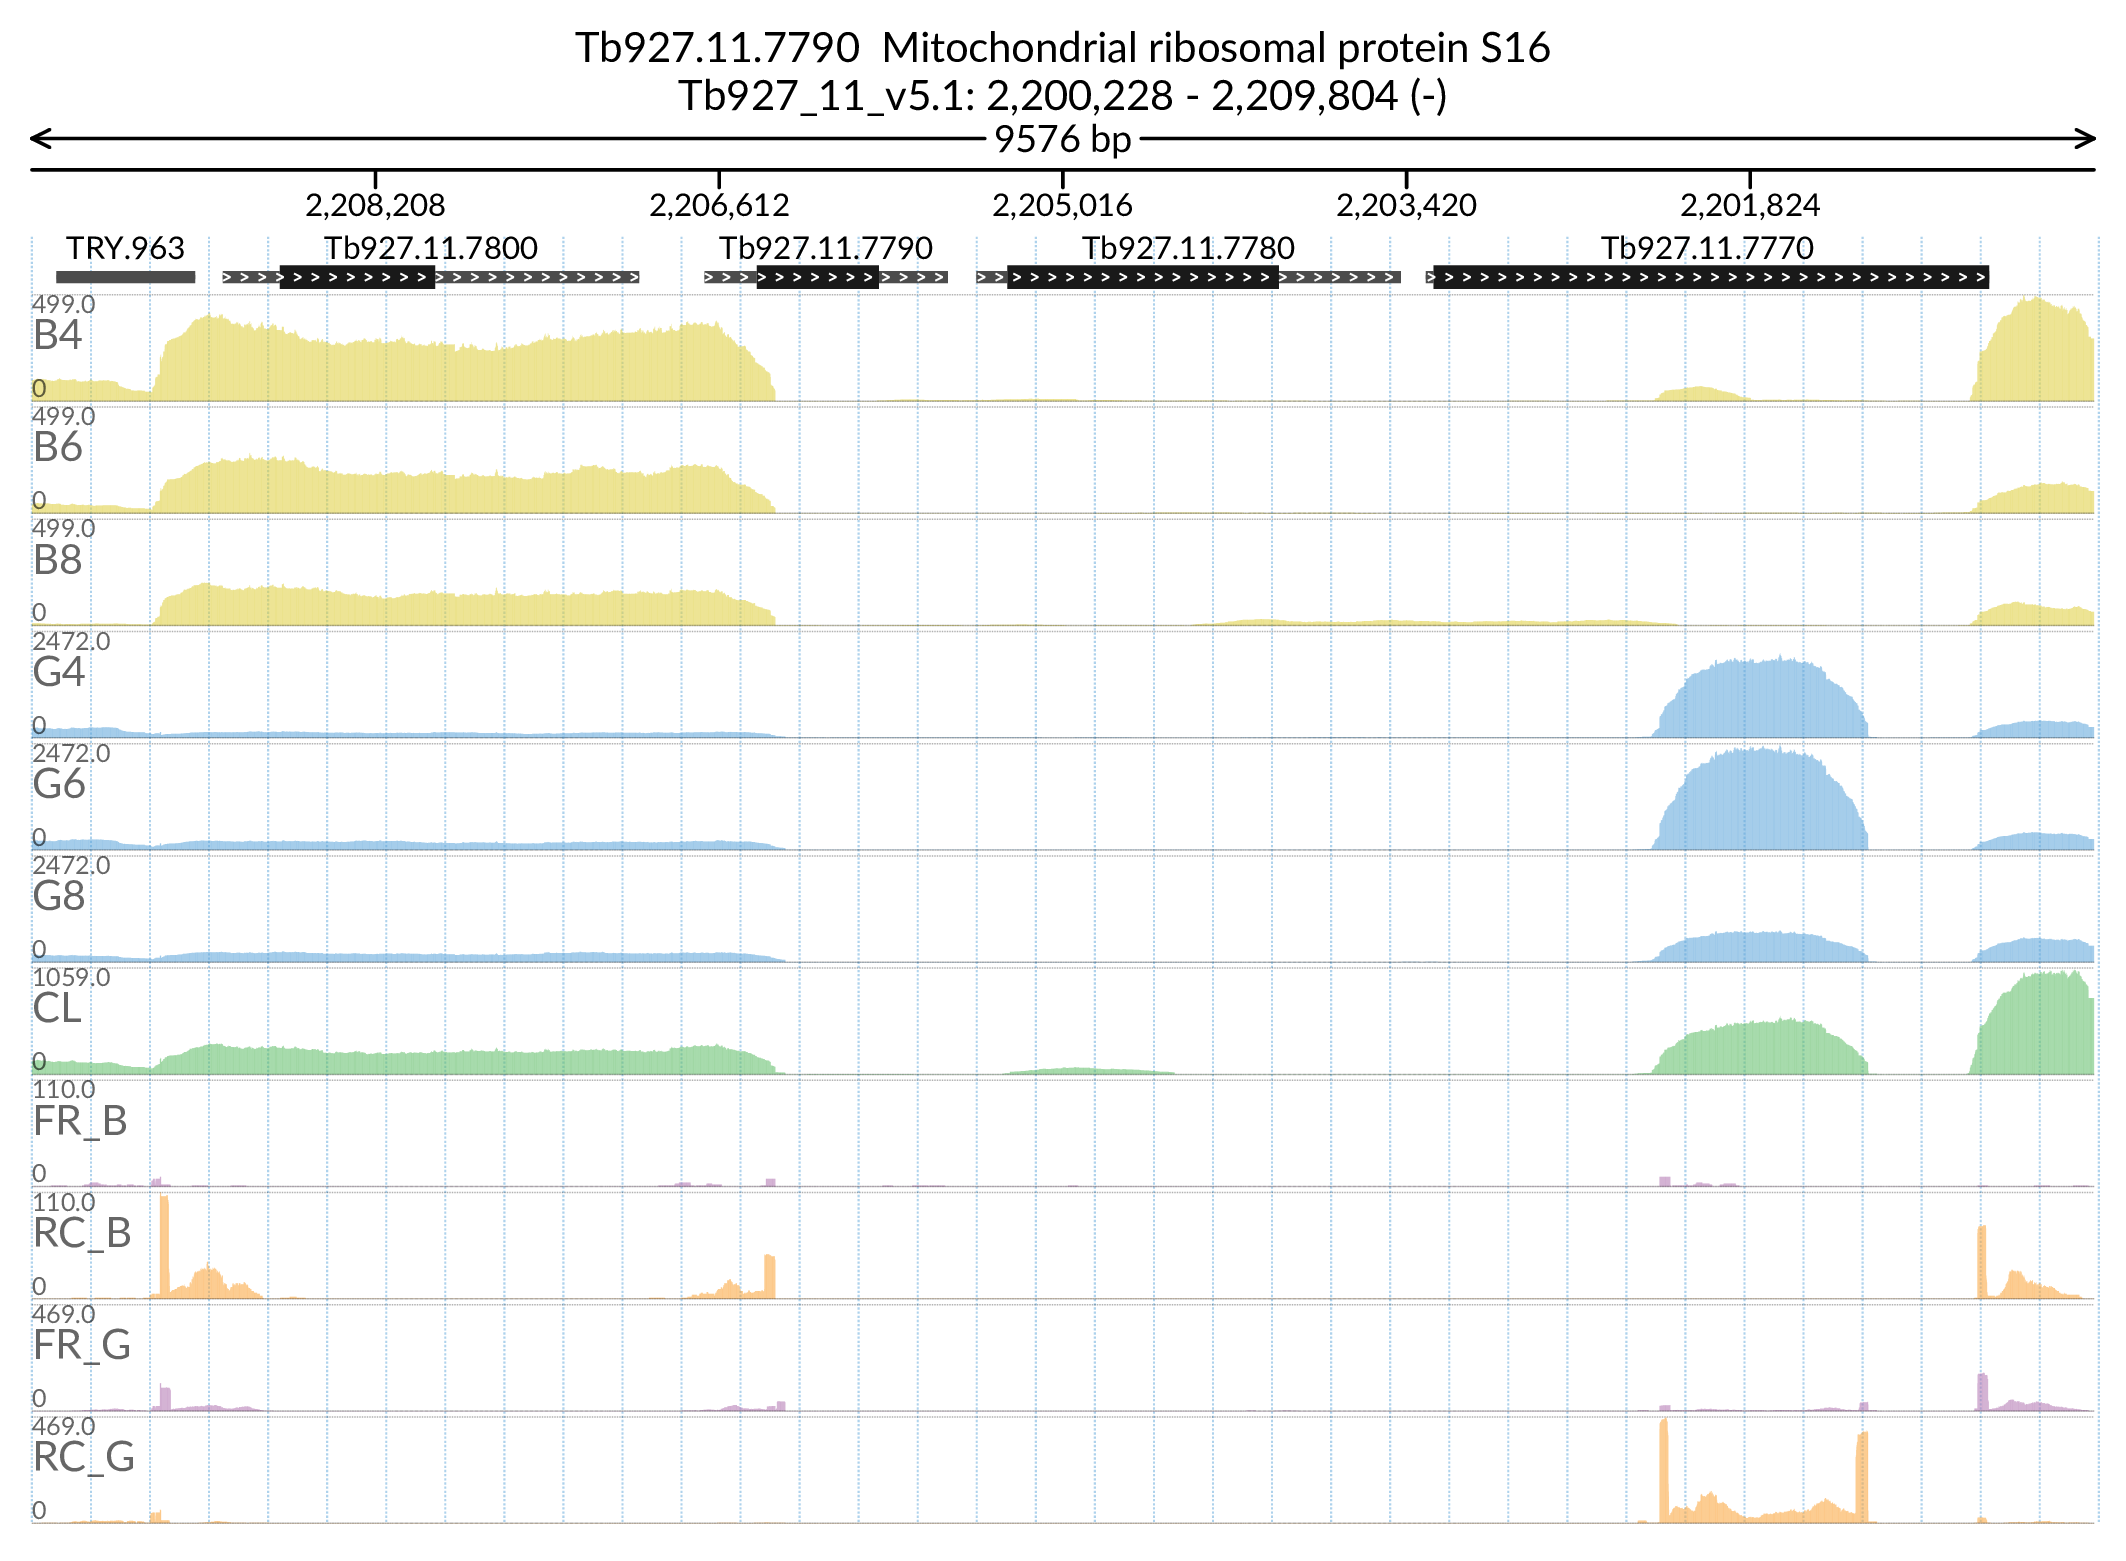 Tb927.11.7790  Mitochondrial ribosomal protein S16
Tb927_11_v5.1: 2,200,228 - 2,209,804 (-)
9576 bp
2,208,208 2,206,612 2,205,016 2,203,420 2,201,824
TRY.963 Tb927.11.7800 Tb927.11.7790 Tb927.11.7780 Tb927.11.7770
499.0
B4
0
499.0
B6
0
499.0
B8
0
2472.0
G4
0
2472.0
G6
0
2472.0
G8
0
1059.0
CL
0
110.0
FR_B
0
110.0
RC_B
0
469.0
FR_G
0
469.0
RC_G
0